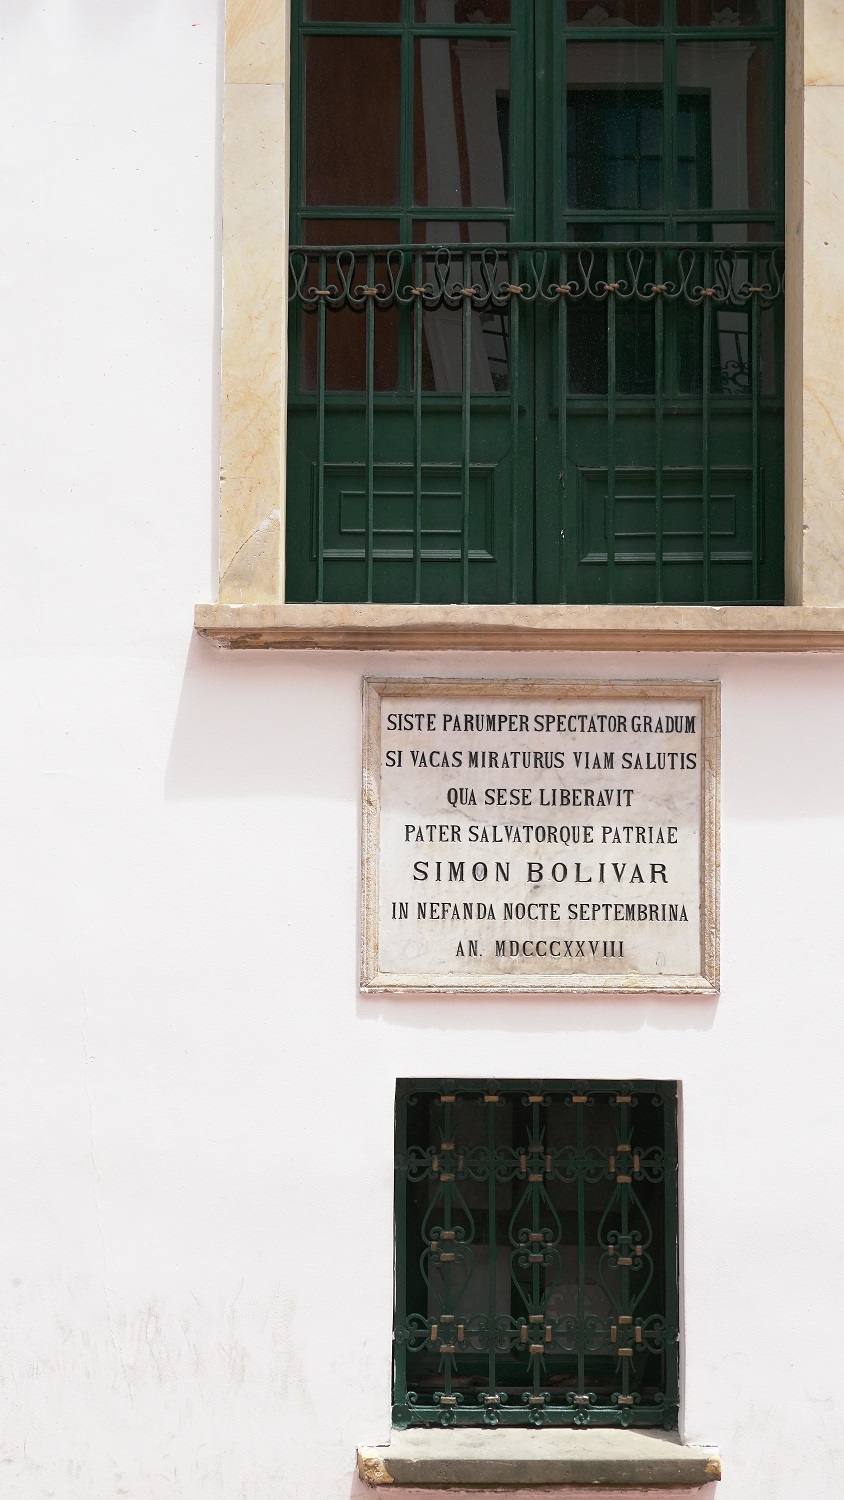 SISTE PARUMPER SPECTATOR GRADUM
SI VACAS MIRATURUS VIAM SALUTIS
QUA SESE LIBERAVIT
PATER SALVATORQUE PATRIAE
SIMON BOLIVAR
IN NEFANDA NOCTE SEPTEMBRINA
AN. MDCCCXXVIII